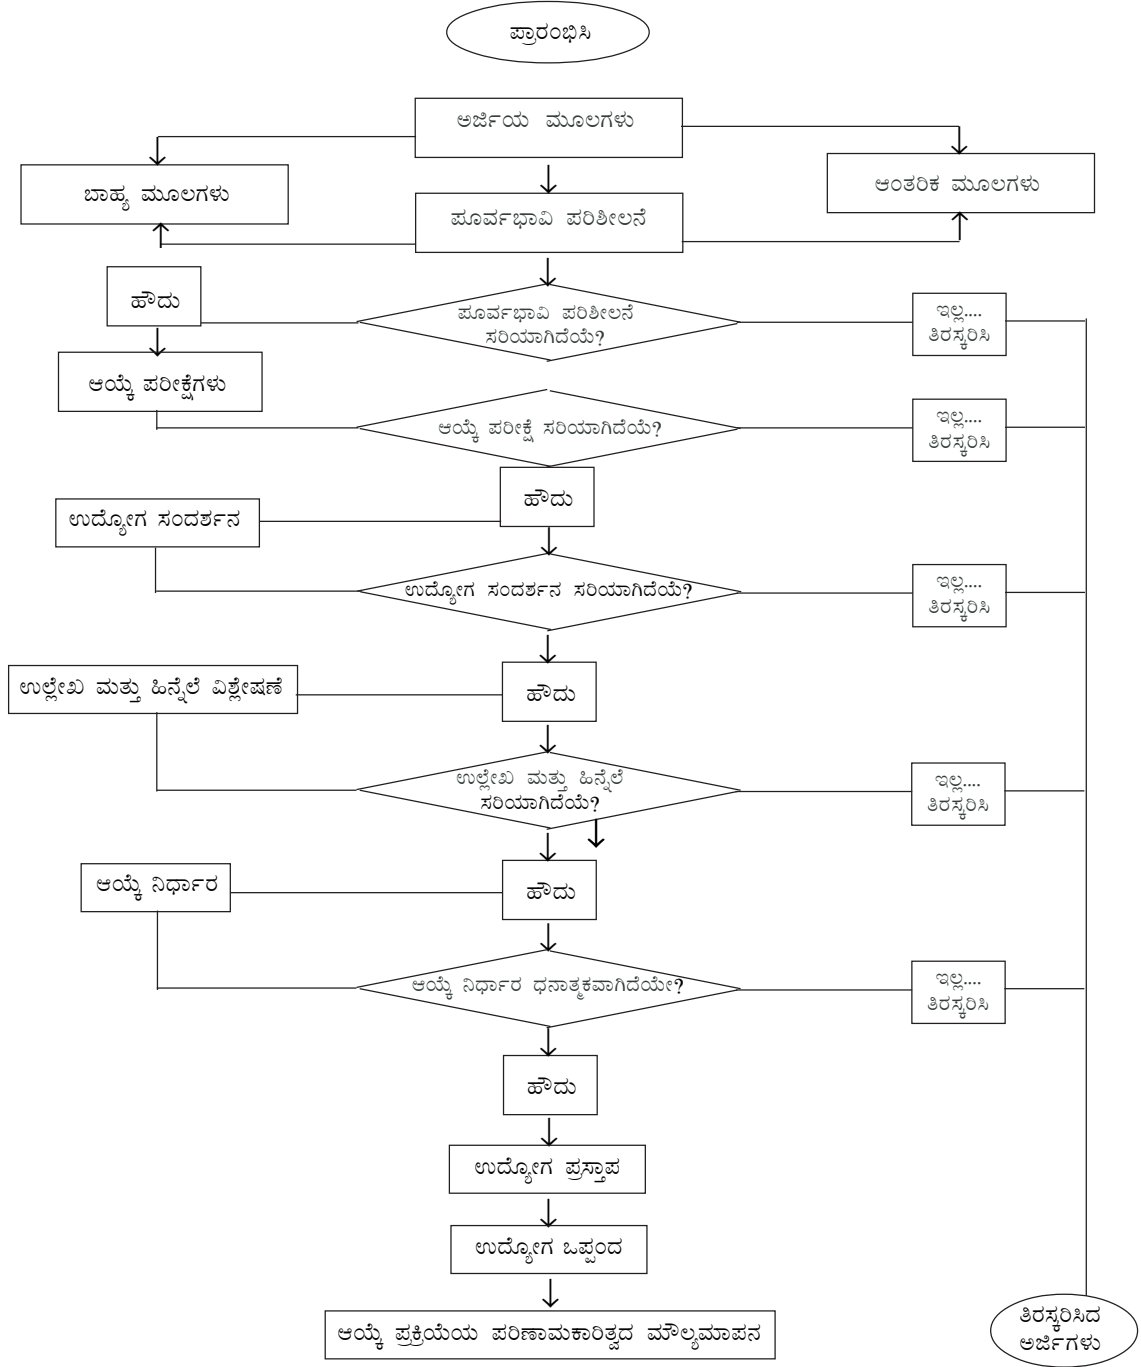 ಪ್ರಾರಂಭಿಸಿ
ಅರ್ಜಿಯ ಮೂಲಗಳು
ಬಾಹ್ಯ ಮೂಲಗಳು
ಆಂತರಿಕ ಮೂಲಗಳು
ಪೂರ್ವಭಾವಿ ಪರಿಶೀಲನೆ
ಹೌದು
ಪೂರ್ವಭಾವಿ ಪರಿಶೀಲನೆ
ಸರಿಯಾಗಿದೆಯೆ?
ಇಲ್ಲ....
ತಿರಸ್ಕರಿಸಿ
ಆಯ್ಕೆ ಪರೀಕ್ಷೆಗಳು
ಆಯ್ಕೆ ಪರೀಕ್ಷೆ ಸರಿಯಾಗಿದೆಯೆ?
ಇಲ್ಲ....
ತಿರಸ್ಕರಿಸಿ
ಹೌದು
ಉದ್ಯೋಗ ಸಂದರ್ಶನ
ಉದ್ಯೋಗ ಸಂದರ್ಶನ ಸರಿಯಾಗಿದೆಯೆ?
ಇಲ್ಲ....
ತಿರಸ್ಕರಿಸಿ
ಉಲ್ಲೇಖ ಮತ್ತು ಹಿನ್ನೆಲೆ ವಿಶ್ಲೇಷಣೆ
ಹೌದು
ಉಲ್ಲೇಖ ಮತ್ತು ಹಿನ್ನೆಲೆ
ಸರಿಯಾಗಿದೆಯೆ?
ಇಲ್ಲ....
ತಿರಸ್ಕರಿಸಿ
ಆಯ್ಕೆ ನಿರ್ಧಾರ
ಹೌದು
ಆಯ್ಕೆ ನಿರ್ಧಾರ ಧನಾತ್ಮಕವಾಗಿದೆಯೇ?
ಇಲ್ಲ....
ತಿರಸ್ಕರಿಸಿ
ಹೌದು
ಉದ್ಯೋಗ ಪ್ರಸ್ತಾಪ
ಉದ್ಯೋಗ ಒಪ್ಪಂದ
ಆಯ್ಕೆ ಪ್ರಕ್ರಿಯೆಯ ಪರಿಣಾಮಕಾರಿತ್ವದ ಮೌಲ್ಯಮಾಪನ
ತಿರಸ್ಕರಿಸಿದ
ಅರ್ಜಿಗಳು